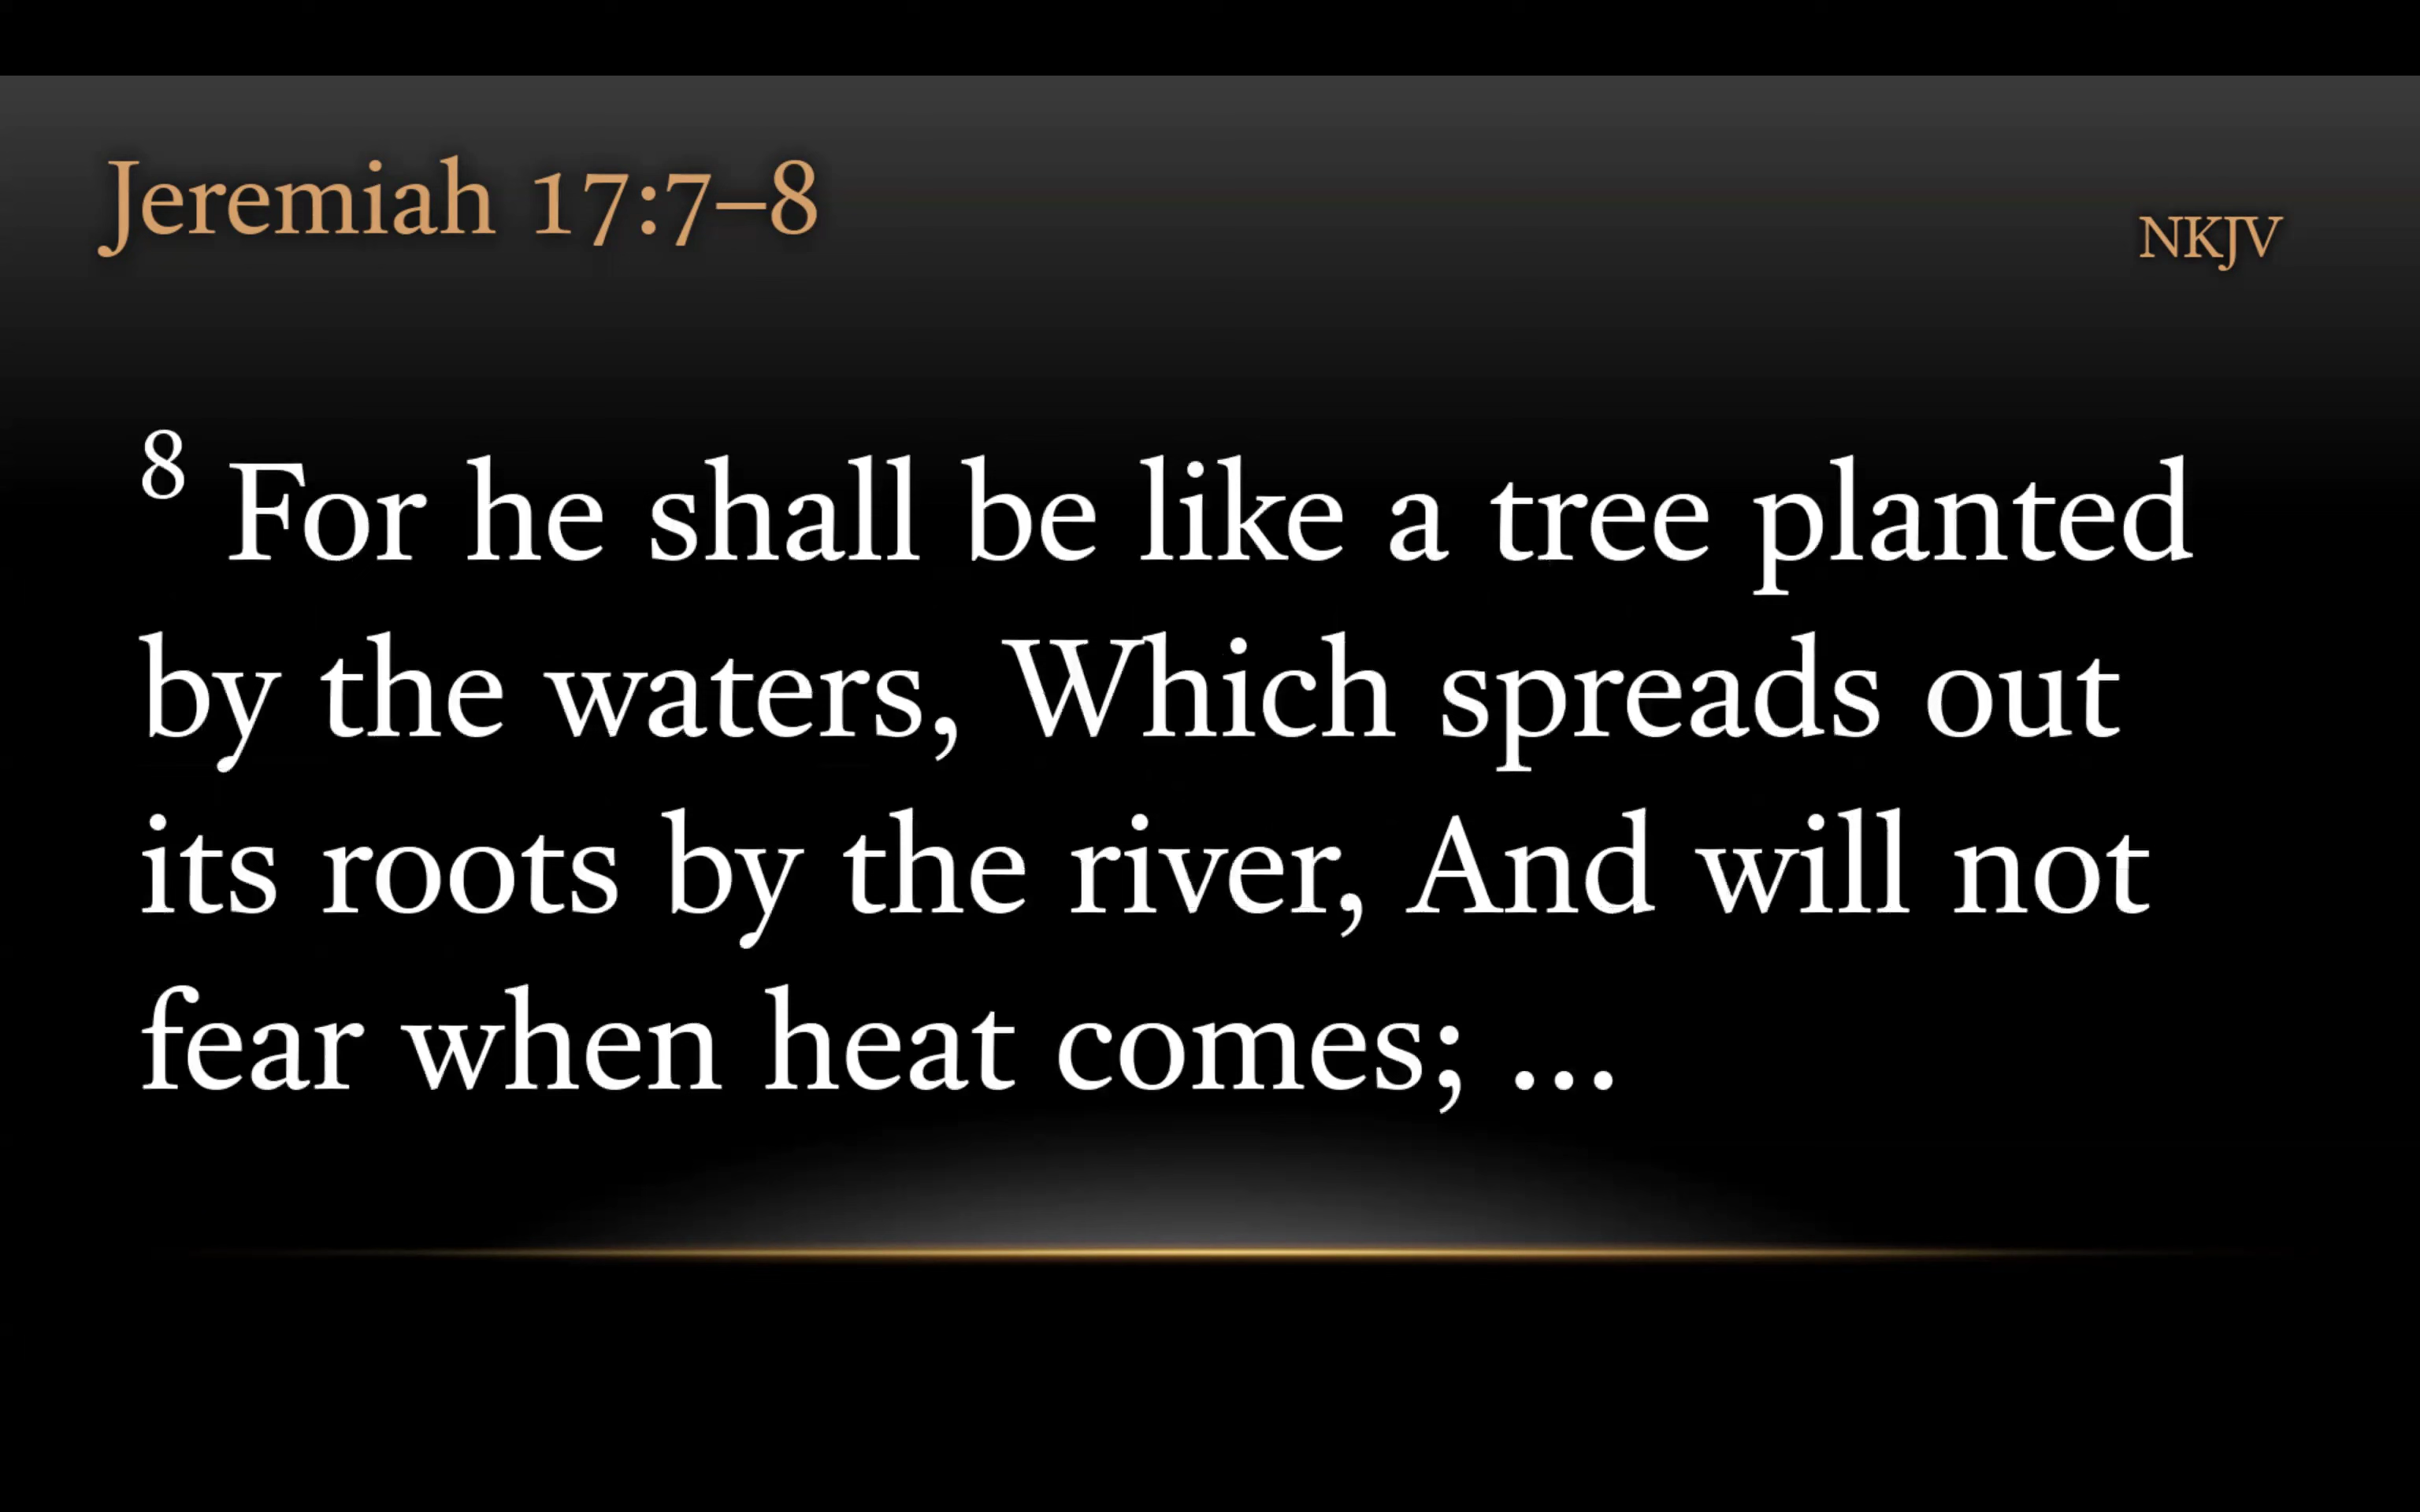 Jeremiah 17:7–8
NKJV
8 For he shall be like a tree planted
by the waters, Which spreads out
its roots by the river, And will not
fear when heat comes; ...